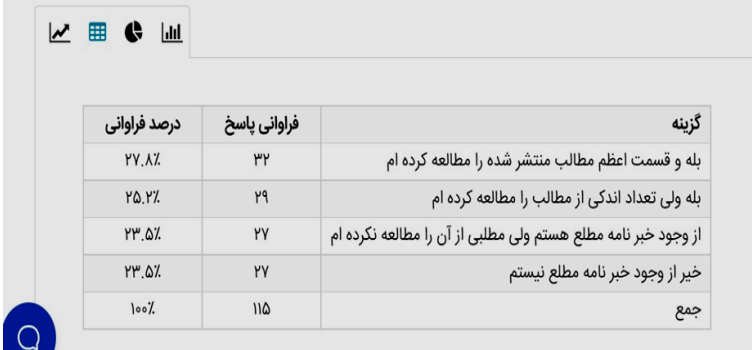 گزینه فراوانی پاسخ درصد فراوانی
بله و قسمت اعظم مطالب منتشر شده را مطالعه کرده ام ۳۲ ۲۷.۸٪
بله ولی تعداد اندکی از مطالب را مطالعه کرده ام ۲۹ ۲۵.۲٪
از وجود خبر نامه مطلع هستم ولی مطلبی از آن را مطالعه نکرده ام ۲۷ ۲۳.۵٪
خیر از وجود خبر نامه مطلع نیستم ۲۷ ۲۳.۵٪
جمع ۱۱۵ ۱۰۰٪